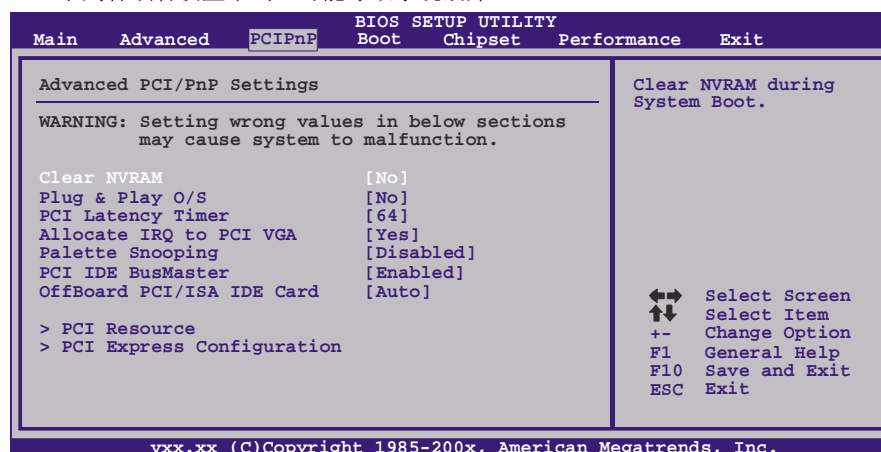 BIOS SETUP UTILITY
Main Advanced PCIPnP Boot Chipset Performance Exit
Advanced PCI/PnP Settings
WARNING: Setting wrong values in below sections
may cause system to malfunction.
Clear NVRAM [No]
Plug & Play O/S [No]
PCI Latency Timer [64]
Allocate IRQ to PCI VGA [Yes]
Palette Snooping [Disabled]
PCI IDE BusMaster [Enabled]
OffBoard PCI/ISA IDE Card [Auto]
> PCI Resource
> PCI Express Configuration
Clear NVRAM during
System Boot.
Select Screen
Select Item
+- Change Option
F1 General Help
F10 Save and Exit
ESC Exit
vxx.xx (C)Copyright 1985-200x, American Megatrends, Inc.